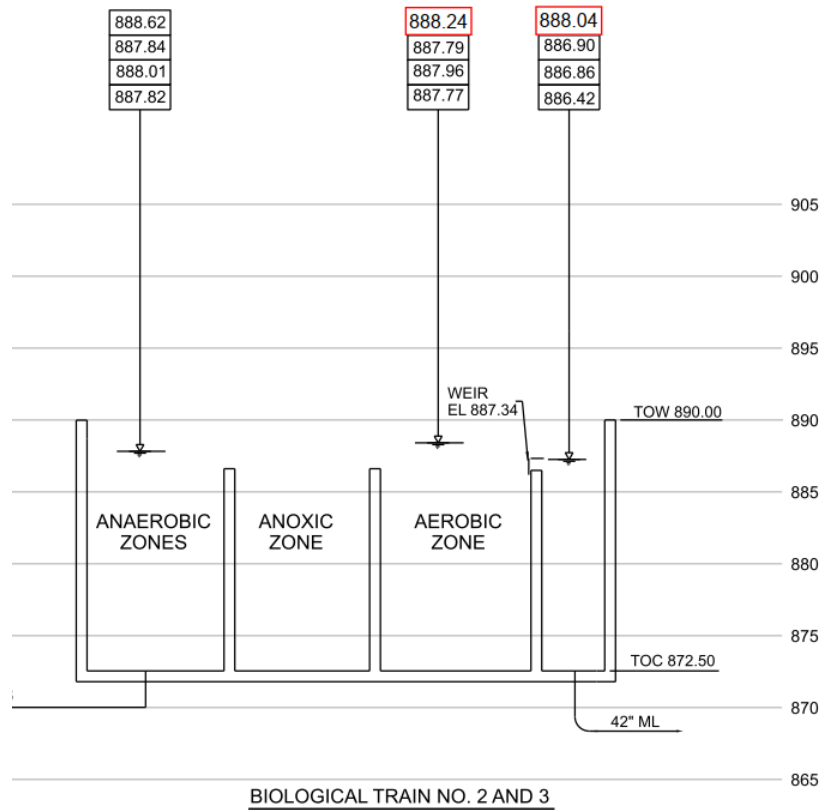 888.62
887.84
888.01
887.82
888.24
887.79
887.96
887.77
888.04
886.90
886.86
886.42
905
900
895
WEIR
EL 887.34
TOW 890.00
890
885
ANAEROBIC
ZONES
ANOXIC
ZONE
AEROBIC
ZONE
880
875
TOC 872.50
870
42" ML
865
BIOLOGICAL TRAIN NO. 2 AND 3